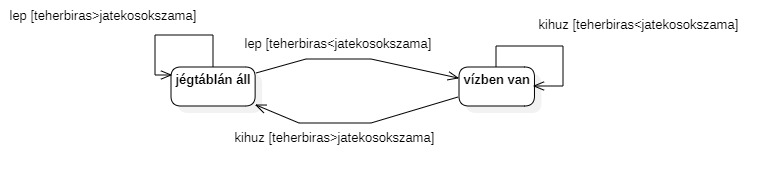 lep [teherbiras>jatekosokszama]
kihuz [teherbiras<jatekosokszama]
lep [teherbiras<jatekosokszama]
jégtáblán áll
vízben van
kihuz [teherbiras>jatekosokszama]